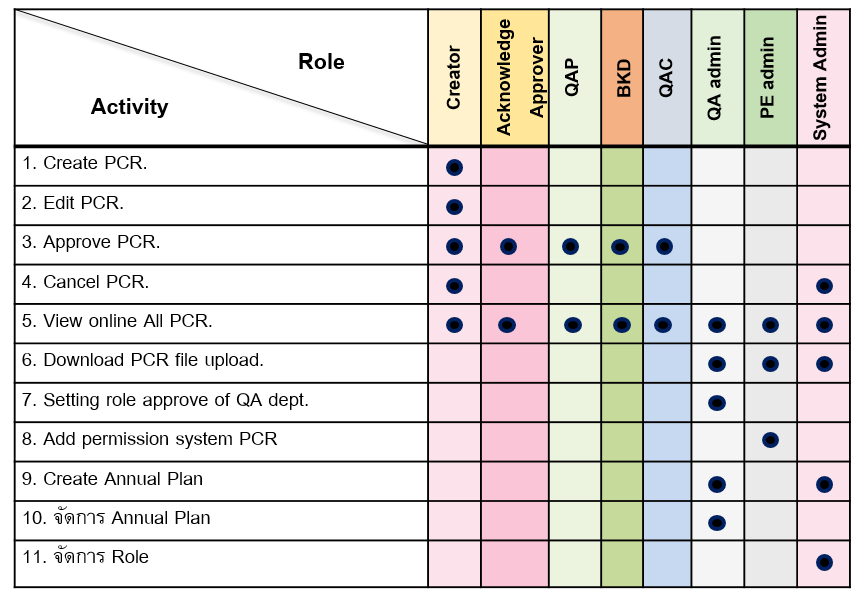 Role
Activity
Creator
Acknowledge
Approver
QAP
BKD
QAC
QA admin
PE admin
System Admin
1. Create PCR.
2. Edit PCR.
3. Approve PCR.
4. Cancel PCR.
5. View online All PCR.
6. Download PCR file upload.
7. Setting role approve of QA dept.
8. Add permission system PCR
9. Create Annual Plan
10. จัดการ Annual Plan
11. จัดการ Role